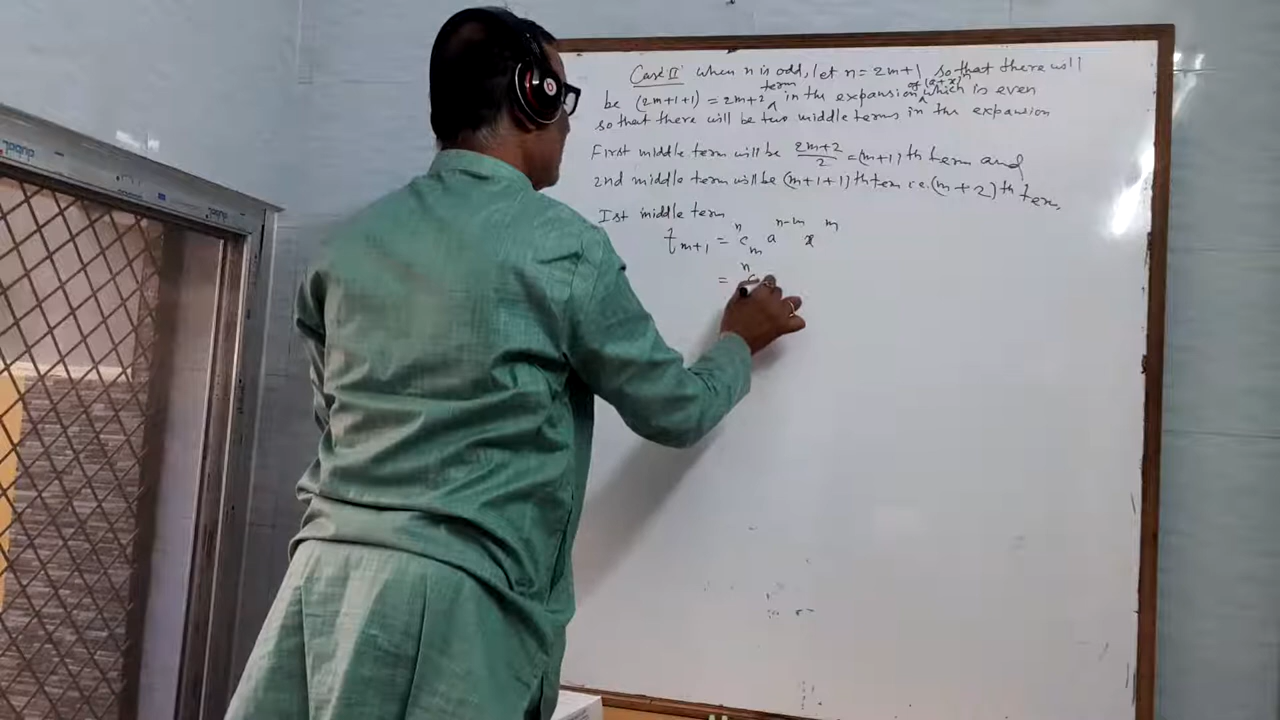 Case II when n is odd, let n = 2m+1 so that there will
be (2m+1+1) = 2m+2 term in the expansion of (a+x)^n which is even
so that there will be two middle terms in the expansion
First middle term will be (2m+2)/2 = (m+1)th term and
2nd middle term will be (m+1+1)th term i.e. (m+2)th term,
Ist middle term
t_{m+1} = ^n c_m a^{n-m} x^m
= ^n c